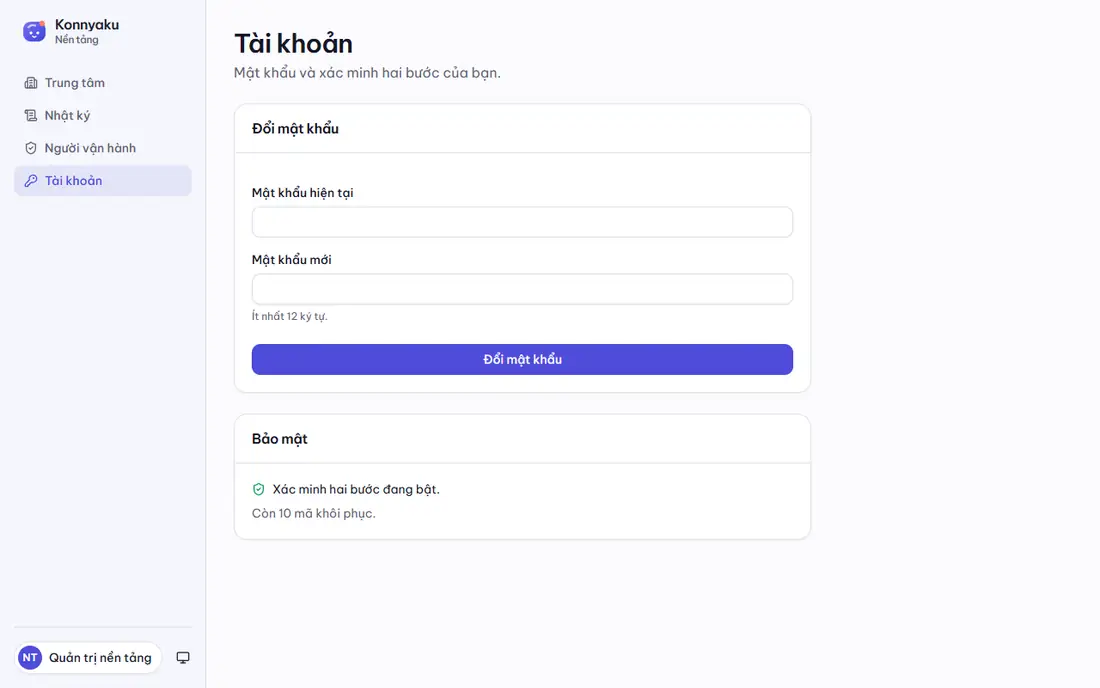 Konnyaku
Nền tảng
Trung tâm
Nhật ký
Người vận hành
Tài khoản
Tài khoản
Mật khẩu và xác minh hai bước của bạn.
Đổi mật khẩu
Mật khẩu hiện tại
Mật khẩu mới
Ít nhất 12 ký tự.
Đổi mật khẩu
Bảo mật
Xác minh hai bước đang bật.
Còn 10 mã khôi phục.
NT Quản trị nền tảng